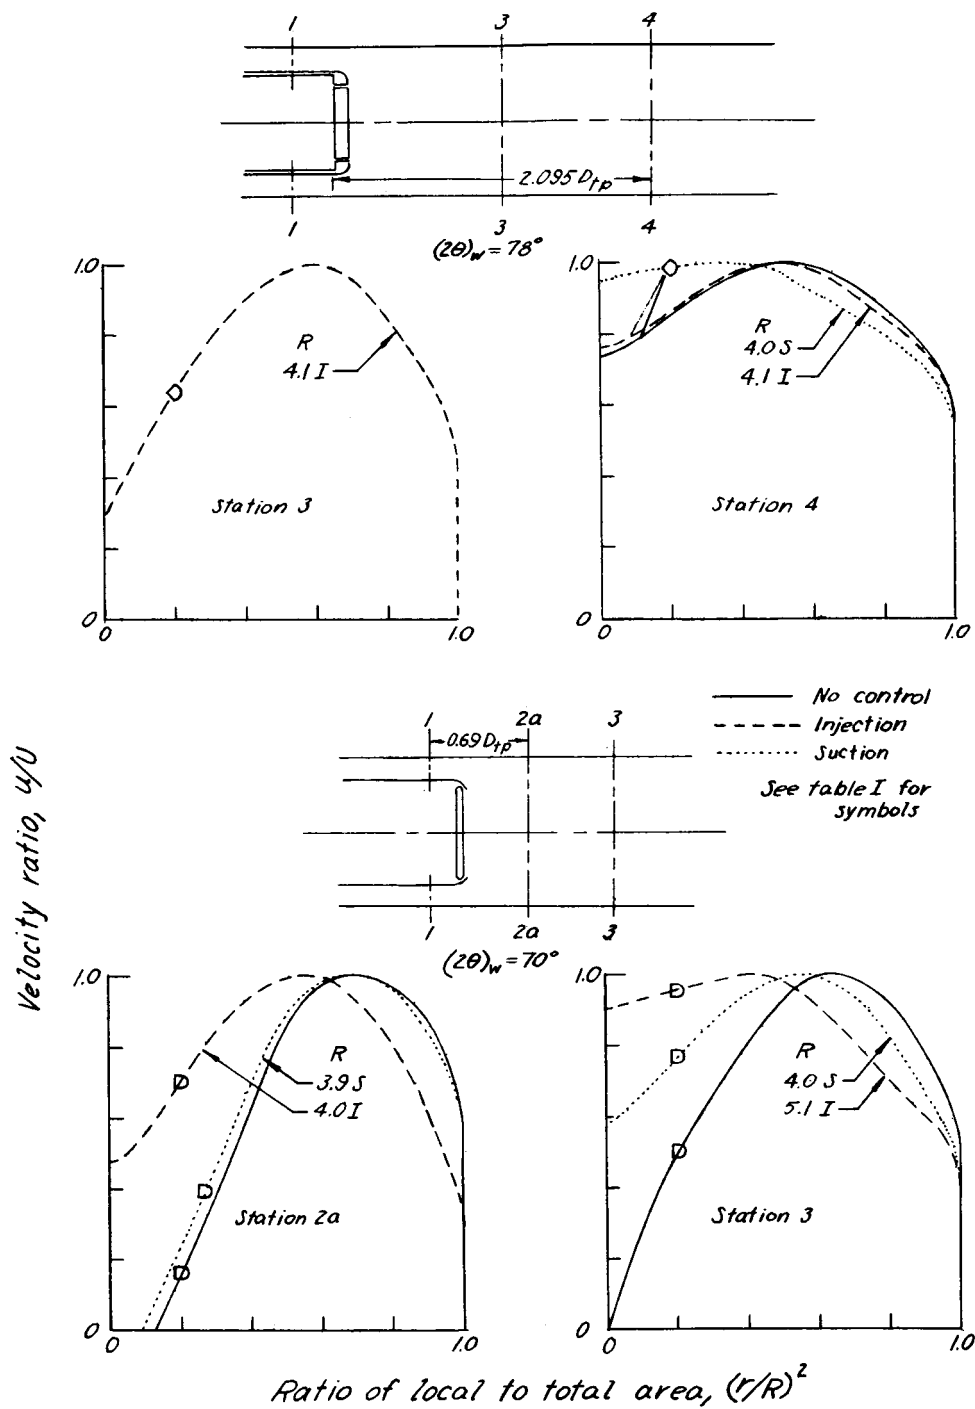 1 3 4
2.095 Dtp
1 3 4
(2θ)w = 78°
1.0
R
4.1 I
Station 3
0
0 1.0
1.0
R
4.0 S
4.1 I
Station 4
0
0 1.0
No control
Injection
Suction
See table I for
symbols
1 2a 3
0.69 Dtp
1 2a 3
(2θ)w = 70°
Velocity ratio, u/U
1.0
R
3.9 S
4.0 I
Station 2a
0
0 1.0
1.0
R
4.0 S
5.1 I
Station 3
0
0 1.0
Ratio of local to total area, (r/R)²